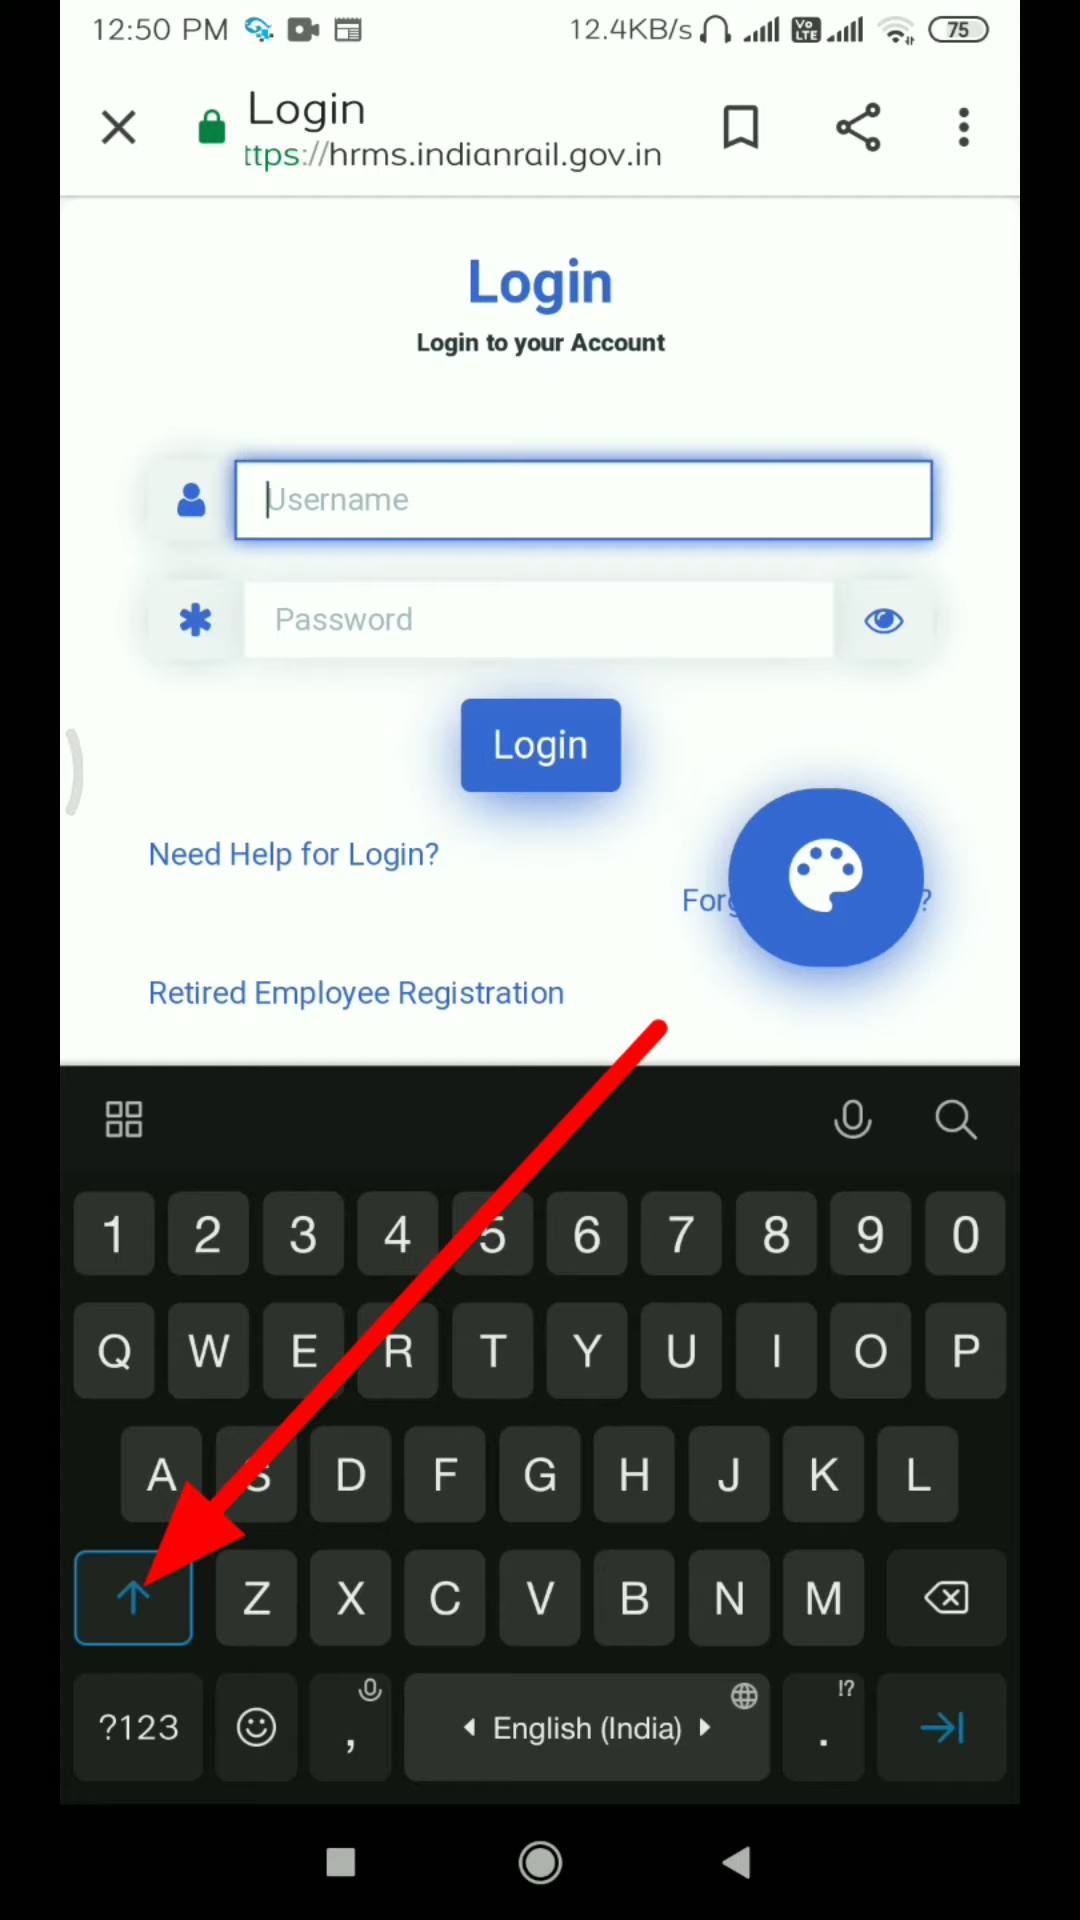 12:50 PM 12.4KB/s Vo LTE 75
Login
ttps://hrms.indianrail.gov.in
Login
Login to your Account
Username
Password
Login
Need Help for Login?
?
Retired Employee Registration
1 2 3 4 5 6 7 8 9 0
Q W E R T Y U I O P
A S D F G H J K L
Z X C V B N M
!?
?123 , English (India) .